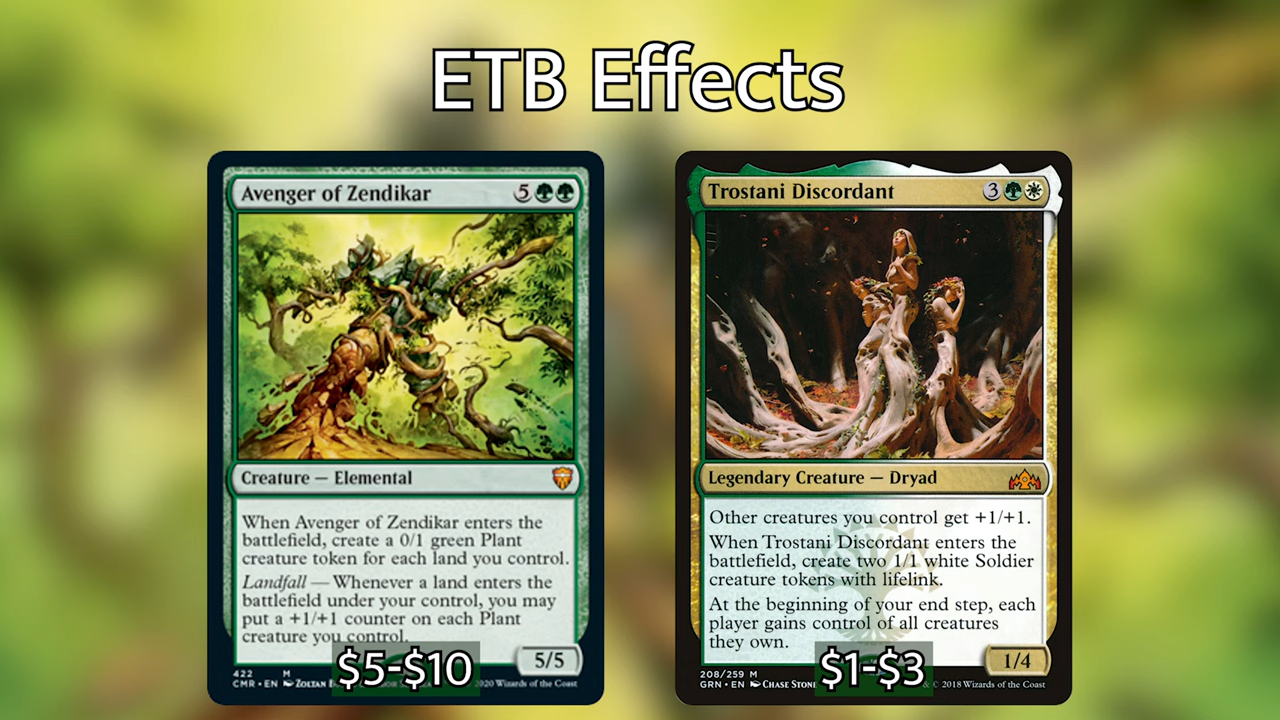 ETB Effects
Avenger of Zendikar 5
Creature — Elemental
When Avenger of Zendikar enters the
battlefield, create a 0/1 green Plant
creature token for each land you control.
Landfall — Whenever a land enters the
battlefield under your control, you may
put a +1/+1 counter on each Plant
creature you control.
5/5
$5-$10
422 M
CMR • EN ZOLTAN 2020 Wizards of the Coast
Trostani Discordant 3
Legendary Creature — Dryad
Other creatures you control get +1/+1.
When Trostani Discordant enters the
battlefield, create two 1/1 white Soldier
creature tokens with lifelink.
At the beginning of your end step, each
player gains control of all creatures
they own.
1/4
$1-$3
208/259 M
GRN • EN CHASE STONE & © 2018 Wizards of the Coast